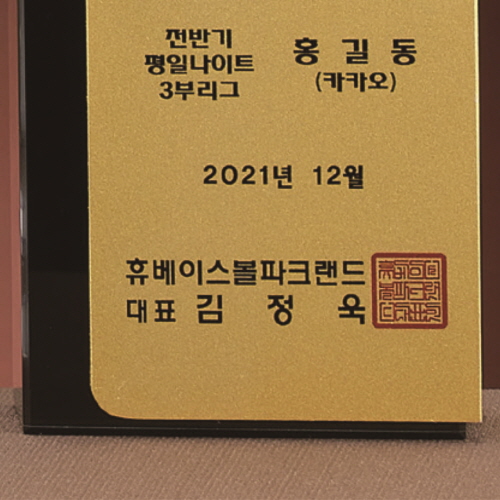 전반기
평일나이트
3부리그
홍길동
(카카오)
2021년 12월
휴베이스볼파크랜드
대표 김정욱